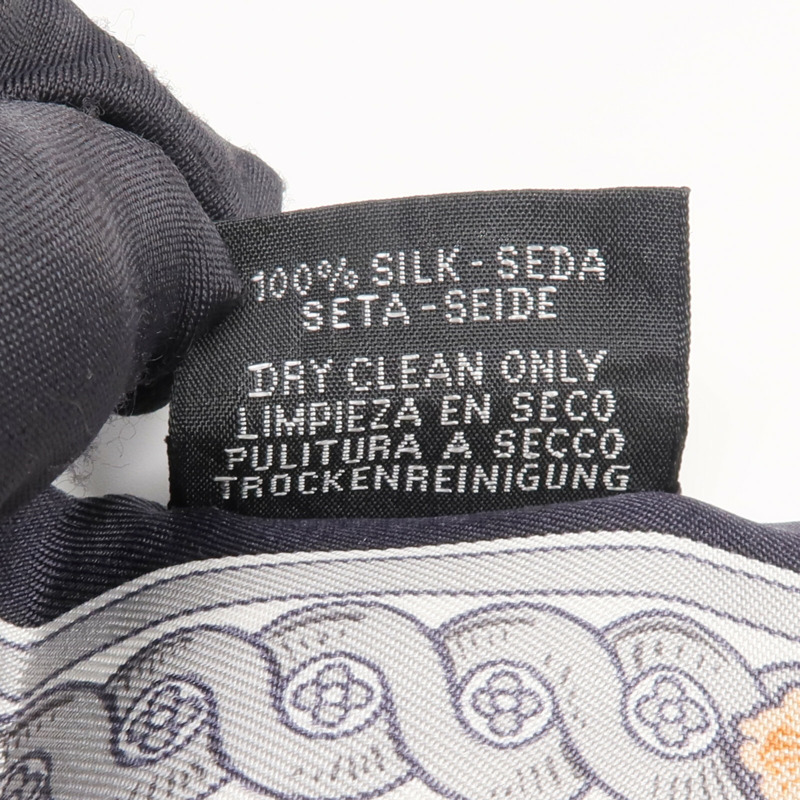 100% SILK-SEDA
SETA-SEIDE
DRY CLEAN ONLY
LIMPIEZA EN SECO
PULITURA A SECCO
TROCKENREINIGUNG